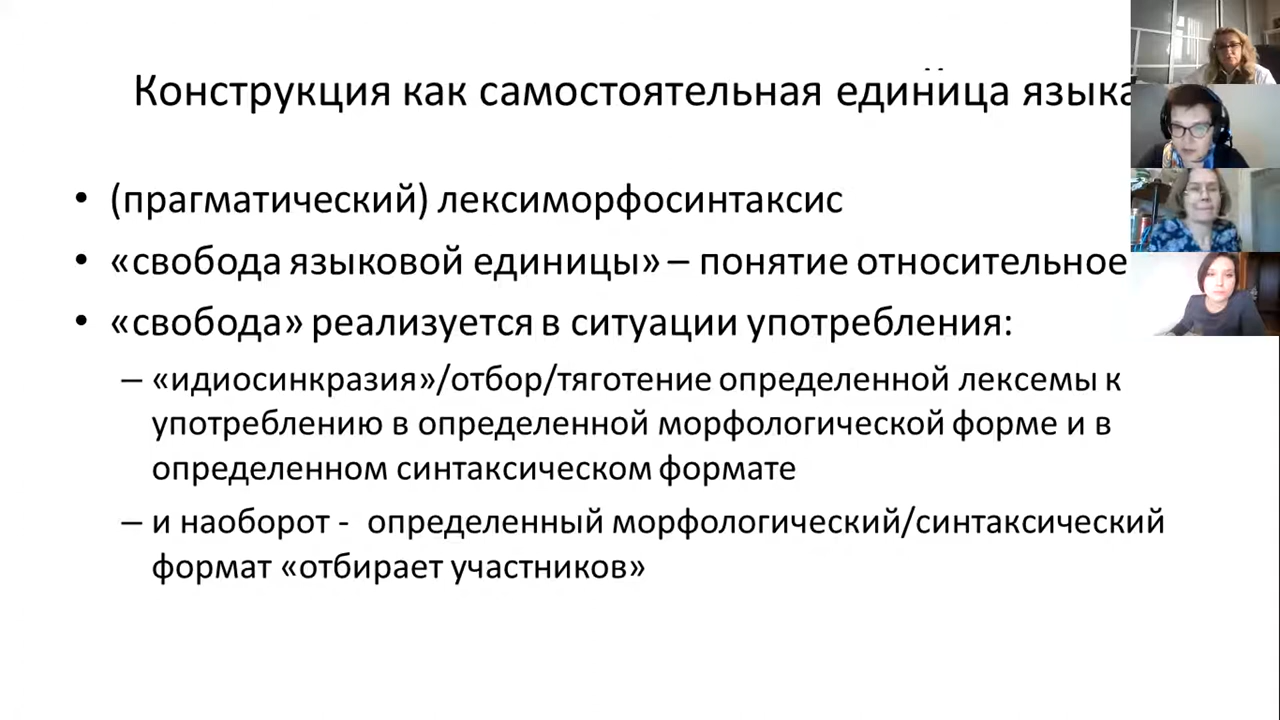 Конструкция как самостоятельная единица языка
• (прагматический) лексиморфосинтаксис
• «свобода языковой единицы» – понятие относительное
• «свобода» реализуется в ситуации употребления:
– «идиосинкразия»/отбор/тяготение определенной лексемы к
употреблению в определенной морфологической форме и в
определенном синтаксическом формате
– и наоборот - определенный морфологический/синтаксический
формат «отбирает участников»